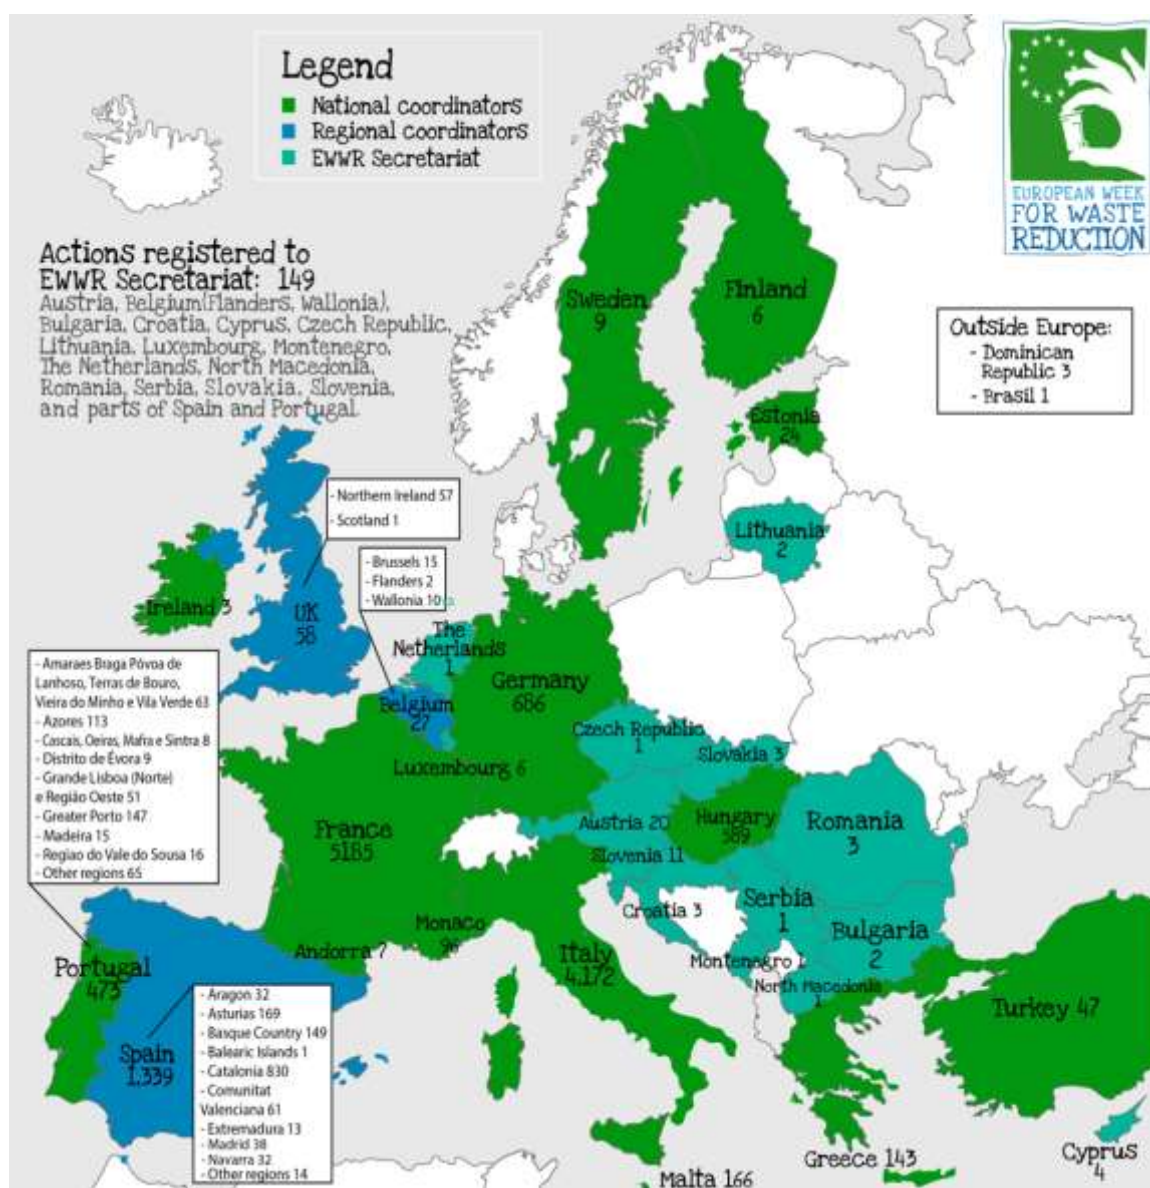 Legend
National coordinators
Regional coordinators
EWWR Secretariat
EUROPEAN WEEK
FOR WASTE
REDUCTION
Actions registered to
EWWR Secretariat: 149
Austria, Belgium(Flanders, Wallonia),
Bulgaria, Croatia, Cyprus, Czech Republic,
Lithuania, Luxembourg, Montenegro,
The Netherlands, North Macedonia,
Romania, Serbia, Slovakia, Slovenia,
and parts of Spain and Portugal.
Outside Europe:
- Dominican
Republic 3
- Brasil 1
Sweden
9
Finland
6
Estonia
24
Lithuania
2
- Northern Ireland 57
- Scotland 1
- Brussels 15
- Flanders 2
- Wallonia 10
Ireland 3
UK
58
The
Netherlands
1
Germany
686
Belgium
27
Luxembourg 6
Czech Republic
1
Slovakia 3
- Amaraes Braga Póvoa de
Lanhoso, Terras de Bouro,
Vieira do Minho e Vila Verde 63
- Azores 113
- Cascais, Oeiras, Mafra e Sintra 8
- Distrito de Évora 9
- Grande Lisboa (Norte)
e Região Oeste 51
- Greater Porto 147
- Madeira 15
- Regiao do Vale do Sousa 16
- Other regions 65
France
5185
Austria 20
Hungary
589
Romania
3
Slovenia 11
Croatia 3
Serbia
1
Bulgaria
2
Montenegro 1
North Macedonia
1
Monaco
96
Andorra 7
Italy
4,172
Portugal
473
Spain
1,339
- Aragon 32
- Asturias 169
- Basque Country 149
- Balearic Islands 1
- Catalonia 830
- Comunitat
Valenciana 61
- Extremadura 13
- Madrid 38
- Navarra 32
- Other regions 14
Turkey 47
Greece 143
Cyprus
4
Malta 166